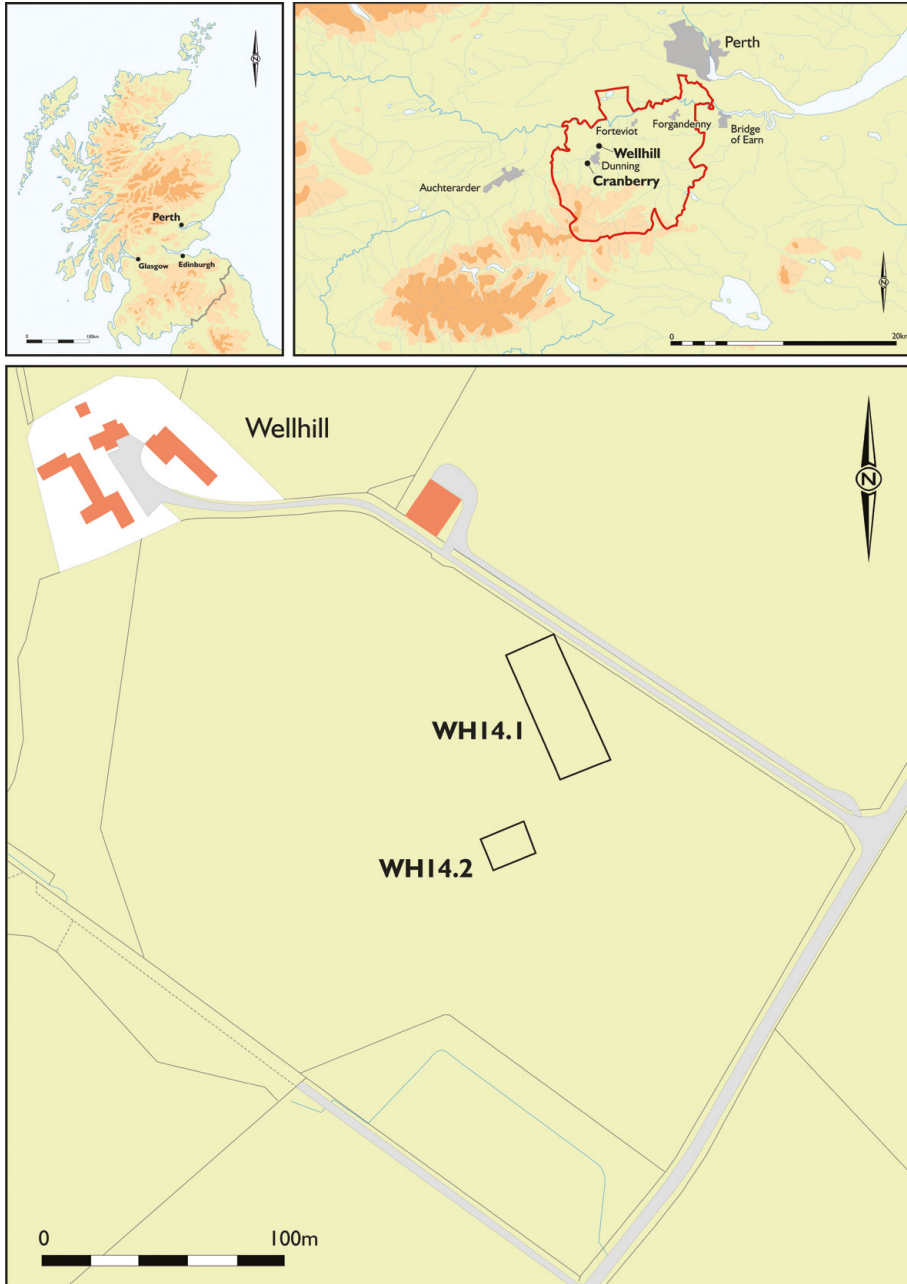 N
Perth
Glasgow
Edinburgh
0
100km
Perth
Forteviot
Forgandenny
Bridge
of Earn
Wellhill
Dunning
Cranberry
Auchterarder
N
0
20km
Wellhill
N
WH14.1
WH14.2
0
100m